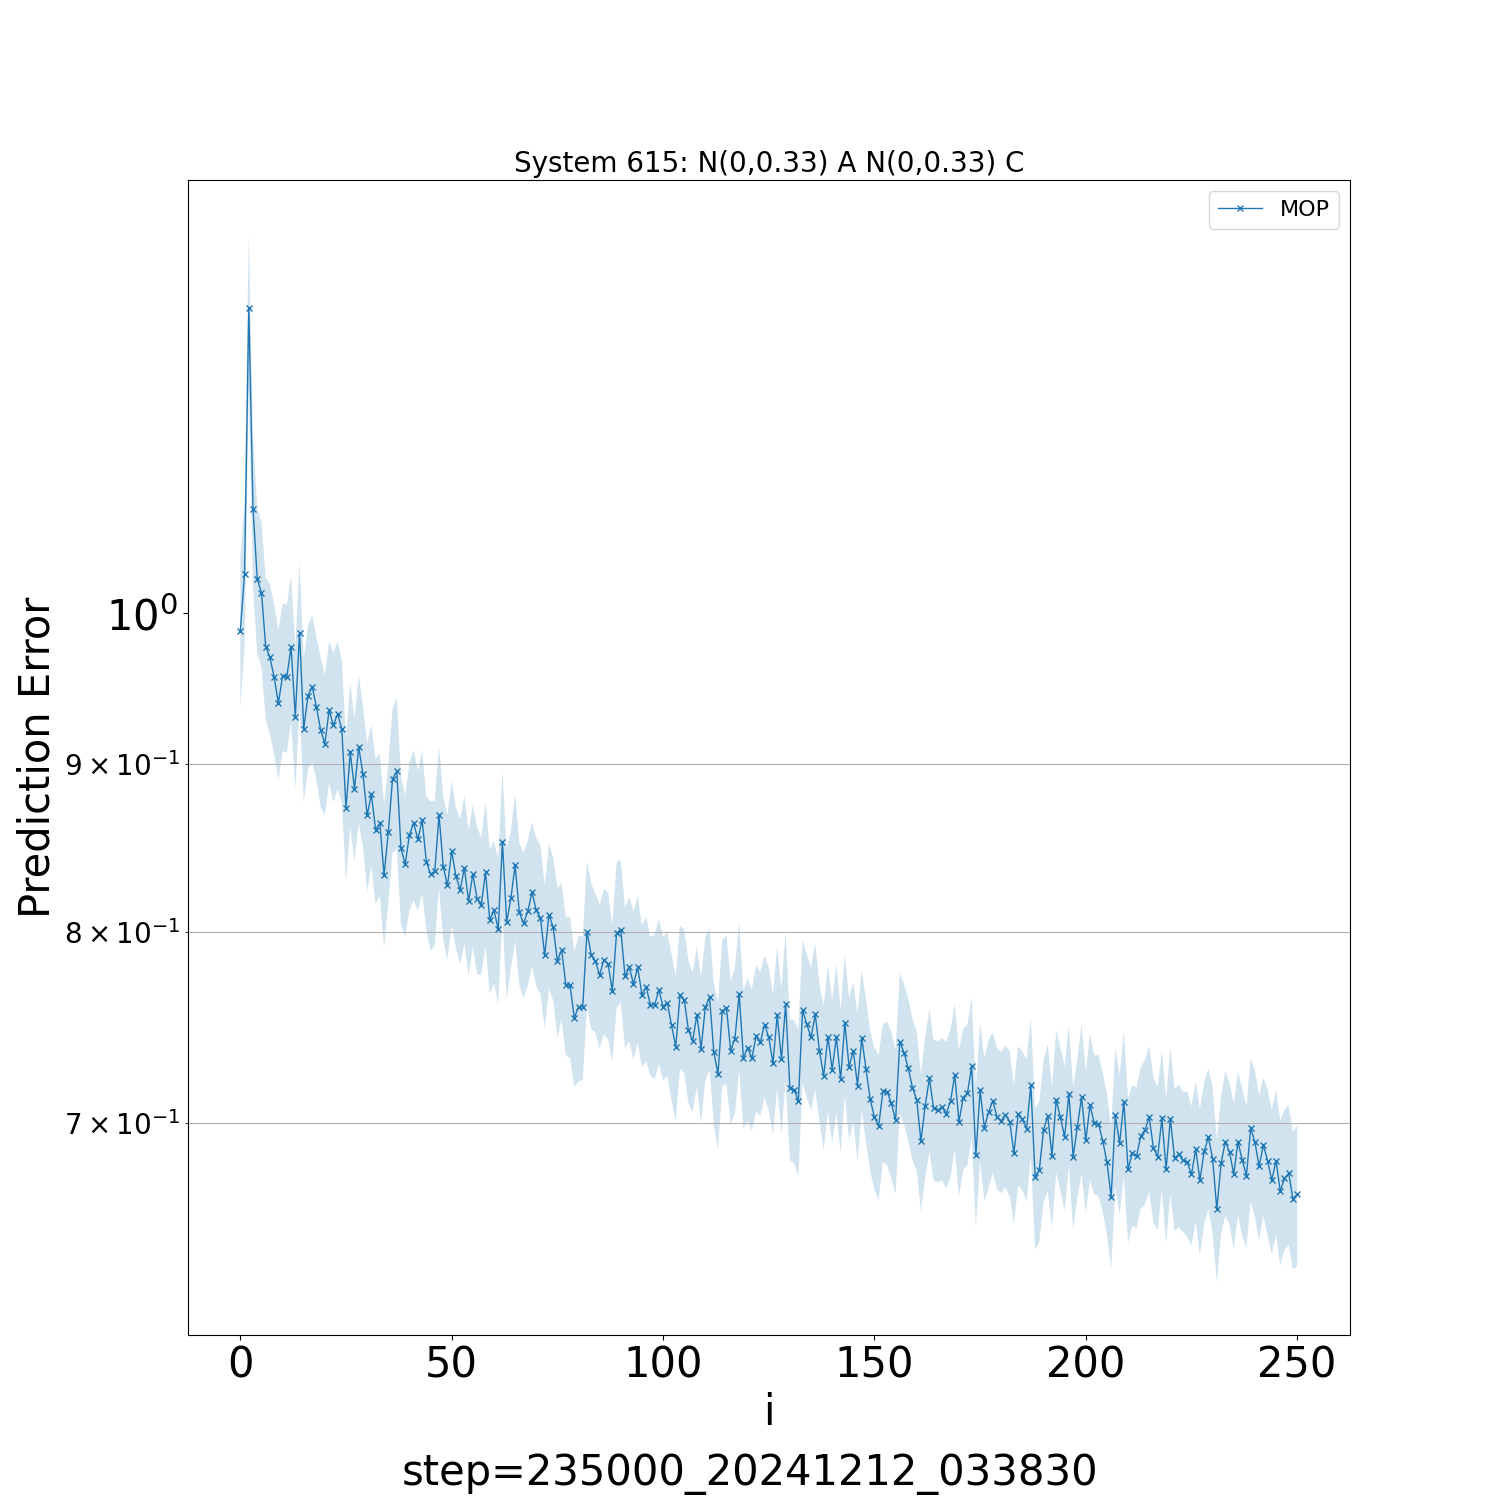 System 615: N(0,0.33) A N(0,0.33) C
MOP
Prediction Error
10⁰
9 × 10⁻¹
8 × 10⁻¹
7 × 10⁻¹
0 50 100 150 200 250
i
step=235000_20241212_033830